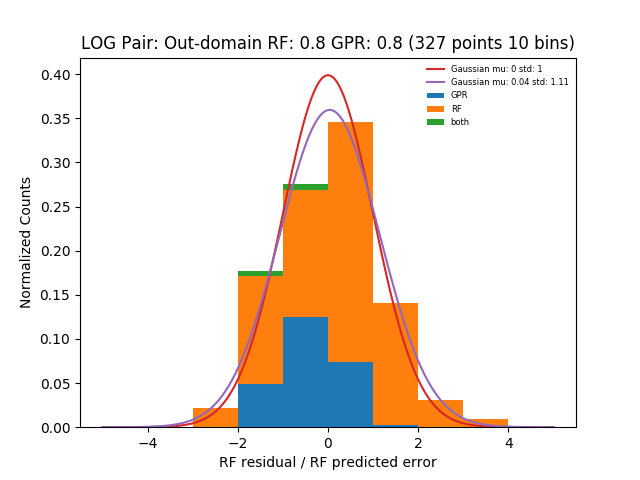 LOG Pair: Out-domain RF: 0.8 GPR: 0.8 (327 points 10 bins)
Gaussian mu: 0 std: 1
Gaussian mu: 0.04 std: 1.11
GPR
RF
both
0.40
0.35
0.30
0.25
0.20
0.15
0.10
0.05
0.00
Normalized Counts
−4 −2 0 2 4
RF residual / RF predicted error